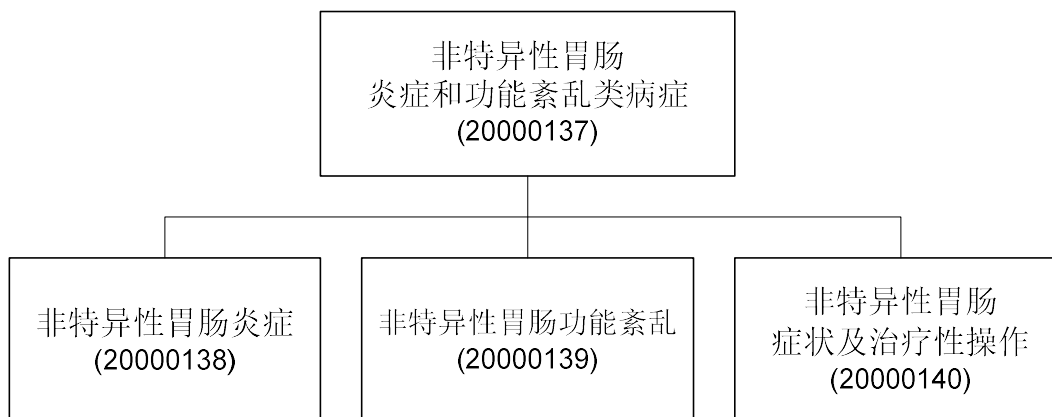 非特异性胃肠
炎症和功能紊乱类病症
(20000137)
非特异性胃肠炎症
(20000138)
非特异性胃肠功能紊乱
(20000139)
非特异性胃肠
症状及治疗性操作
(20000140)